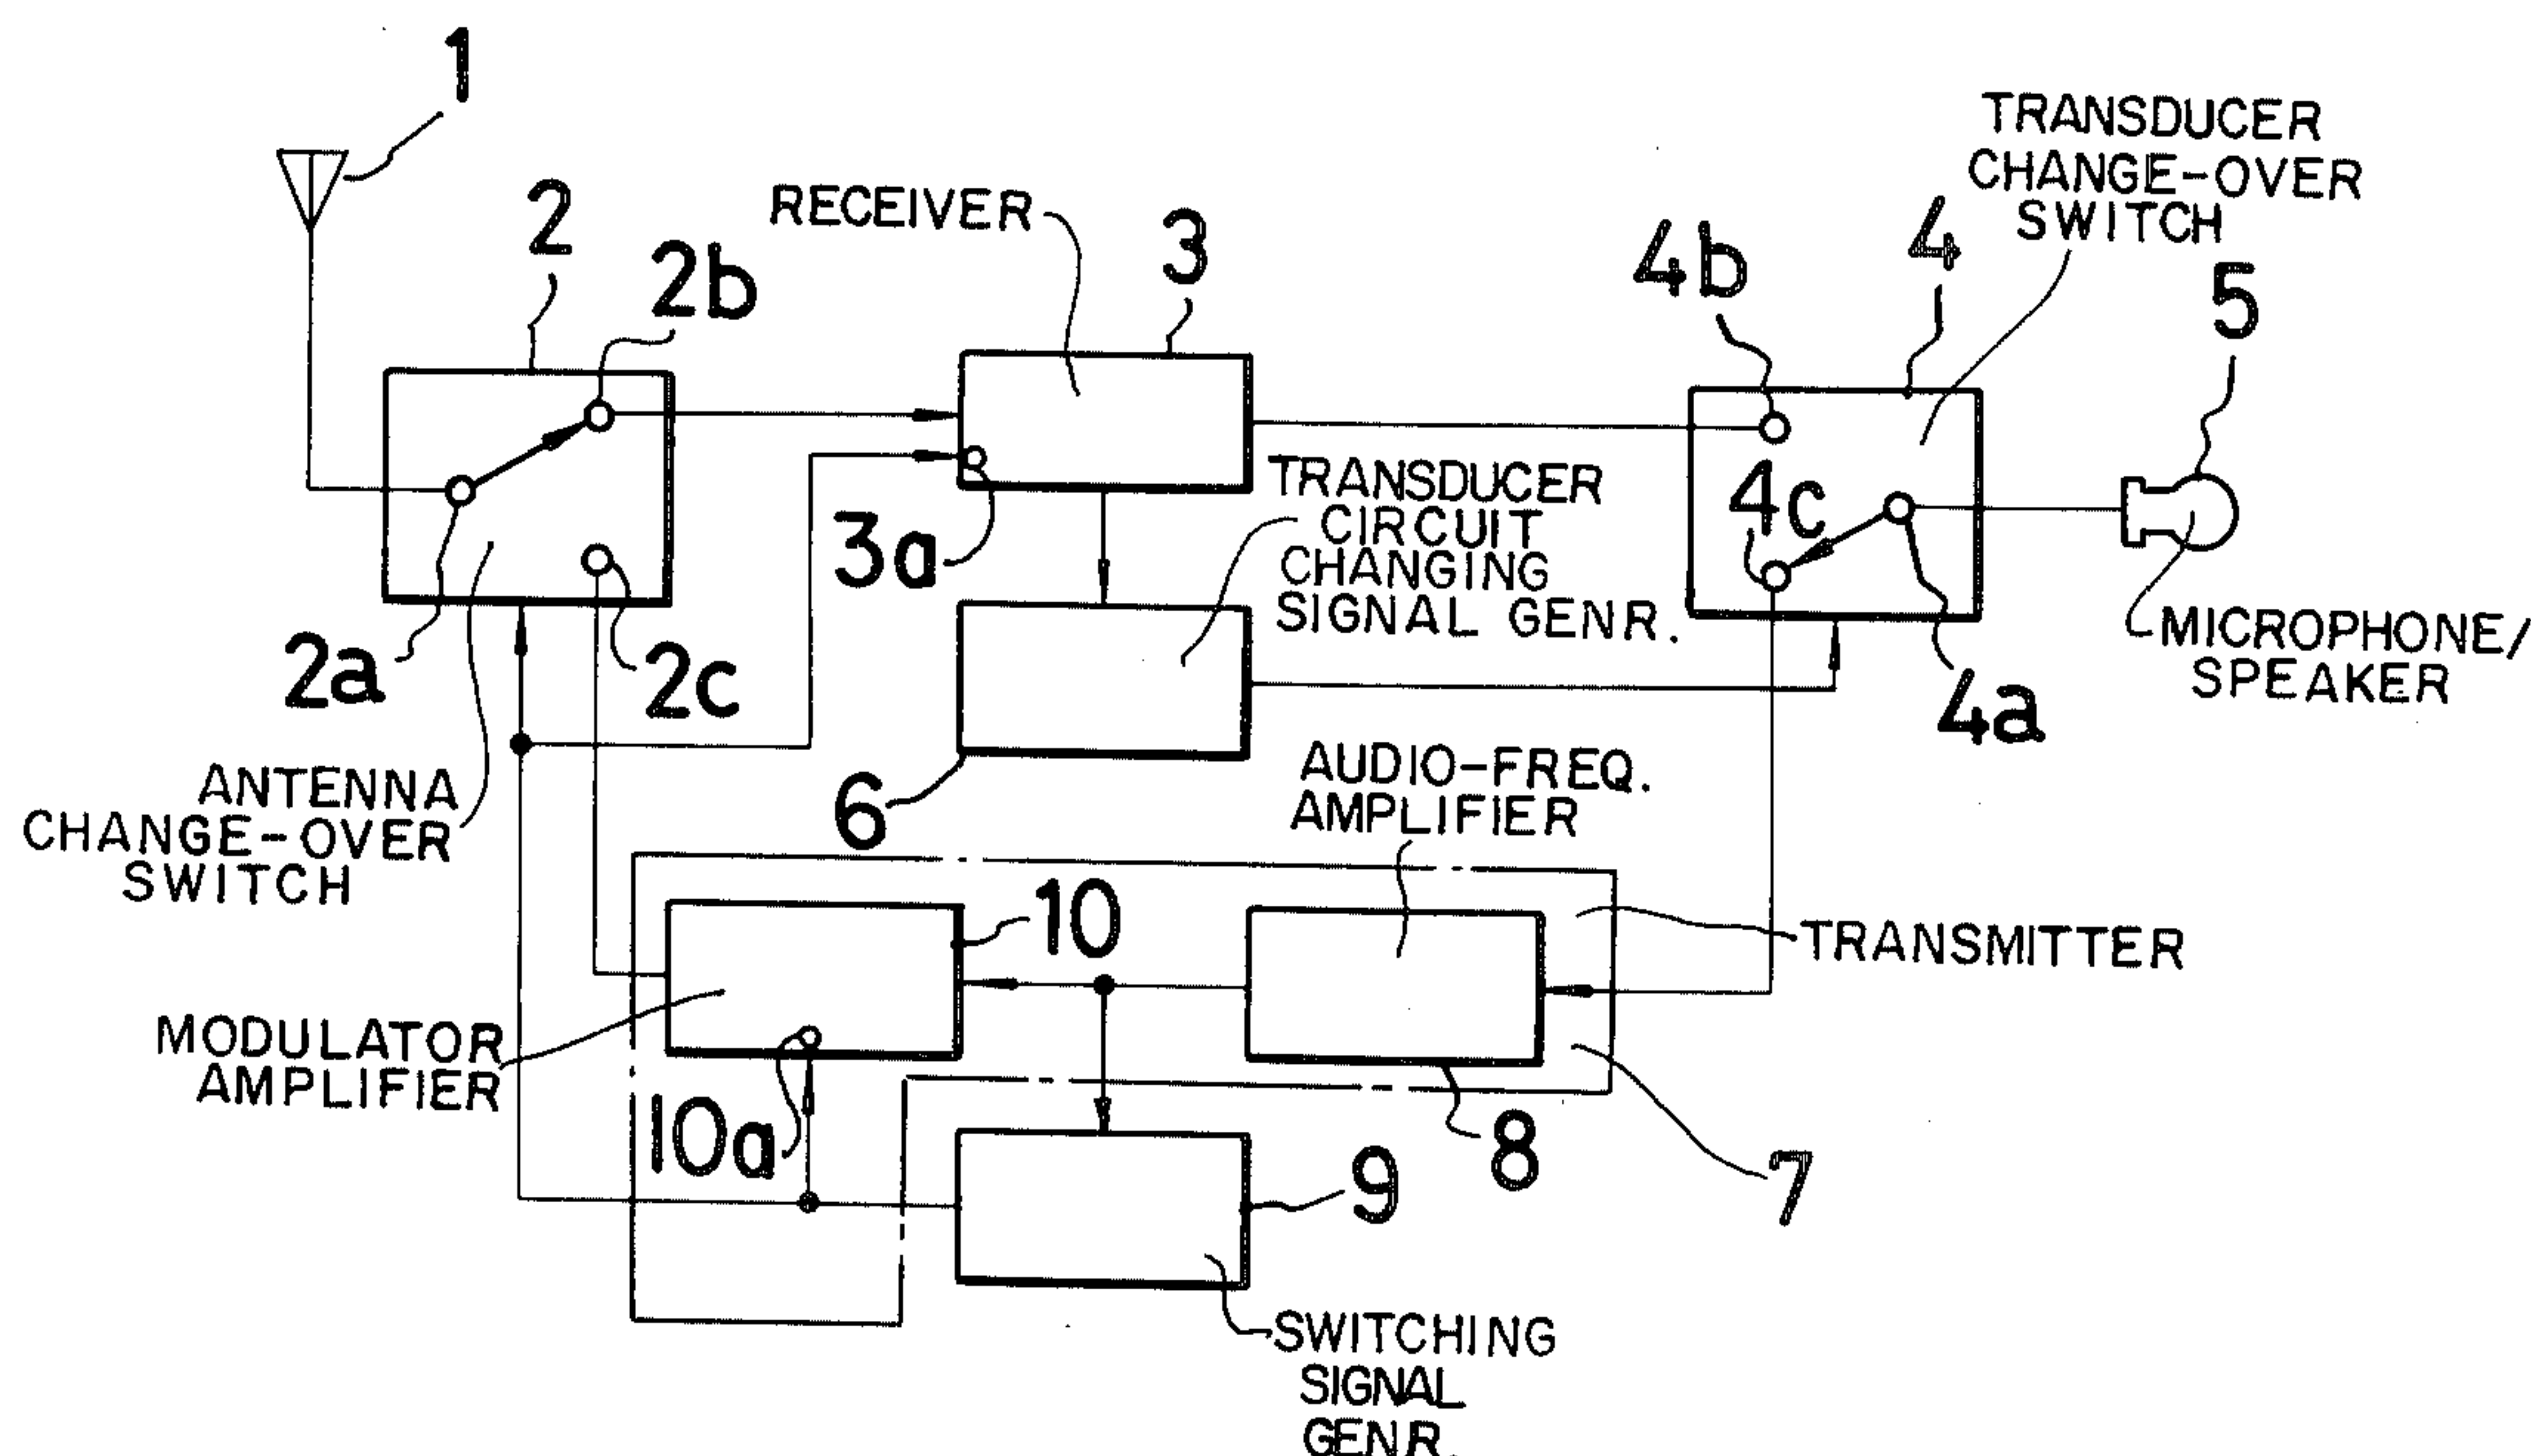 1
TRANSDUCER
CHANGE-OVER
SWITCH
2
RECEIVER
3
4b
4
2b
5
TRANSDUCER
CIRCUIT
CHANGING
SIGNAL GENR.
4c
3a
MICROPHONE/
SPEAKER
2a
2c
4a
ANTENNA
CHANGE-OVER
SWITCH
6
AUDIO-FREQ.
AMPLIFIER
10
TRANSMITTER
MODULATOR
AMPLIFIER
10a
8
9
7
SWITCHING
SIGNAL
GENR.